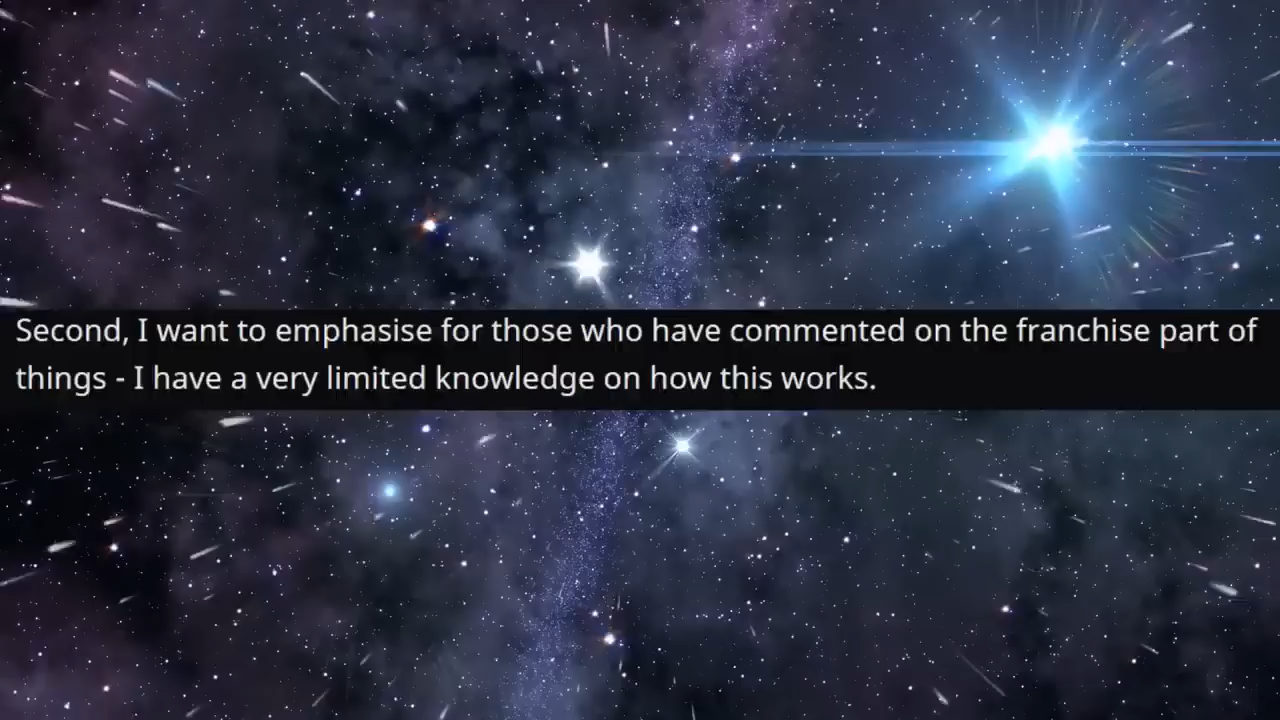 Second, I want to emphasise for those who have commented on the franchise part of
things - I have a very limited knowledge on how this works.